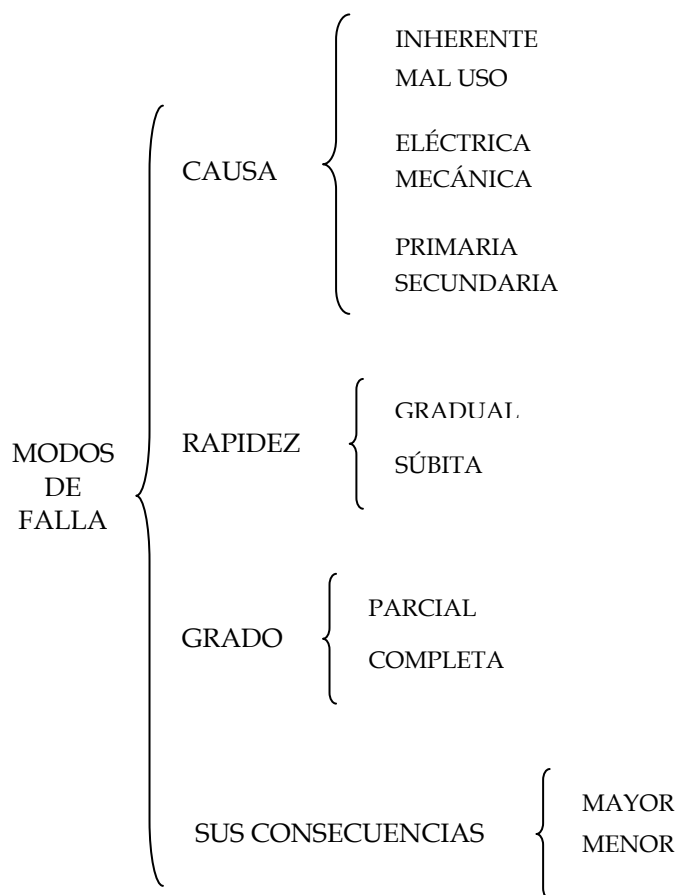 MODOS
DE
FALLA
CAUSA
INHERENTE
MAL USO
ELÉCTRICA
MECÁNICA
PRIMARIA
SECUNDARIA
RAPIDEZ
GRADUAL
SÚBITA
GRADO
PARCIAL
COMPLETA
SUS CONSECUENCIAS
MAYOR
MENOR